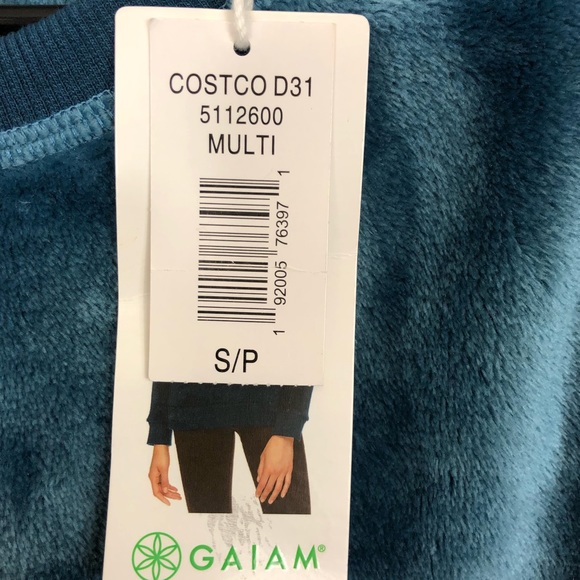 COSTCO D31
5112600
MULTI
1 92005 76397 1
S/P
GAIAM®